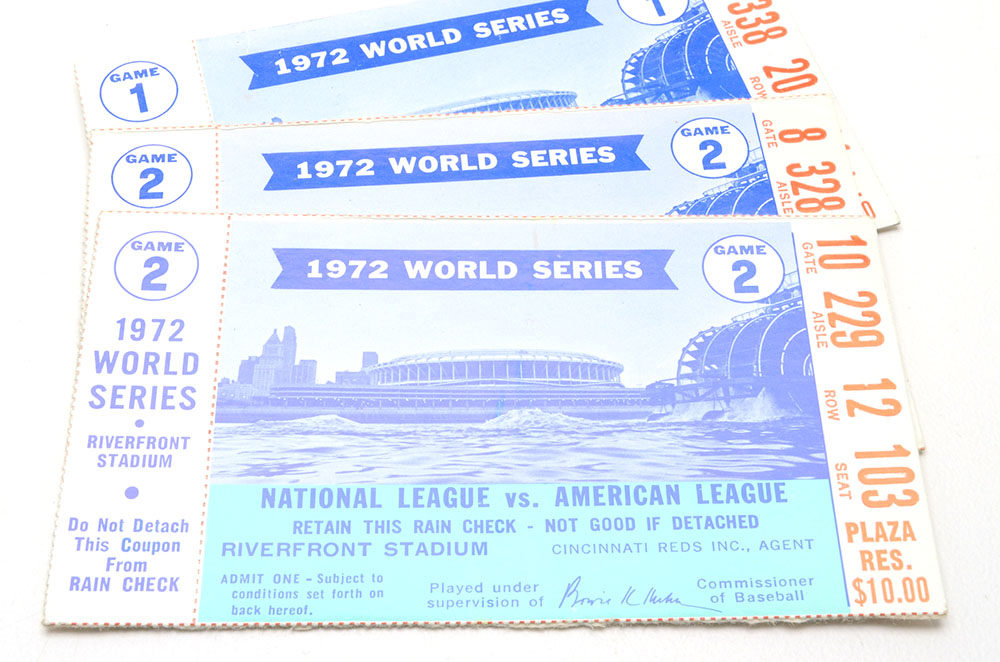 GAME
1
1972 WORLD SERIES
1
338
AISLE
20
ROW
GAME
2
1972 WORLD SERIES
GAME
2
GATE
8
AISLE
328
GAME
2
1972
WORLD
SERIES
•
RIVERFRONT
STADIUM
•
Do Not Detach
This Coupon
From
RAIN CHECK
1972 WORLD SERIES
GAME
2
NATIONAL LEAGUE vs. AMERICAN LEAGUE
RETAIN THIS RAIN CHECK - NOT GOOD IF DETACHED
RIVERFRONT STADIUM CINCINNATI REDS INC., AGENT
ADMIT ONE - Subject to
conditions set forth on
back hereof.
Played under
supervision of
Bowie K Kuhn
Commissioner
of Baseball
GATE
10
AISLE
229
ROW
12
SEAT
103
PLAZA
RES.
$10.00